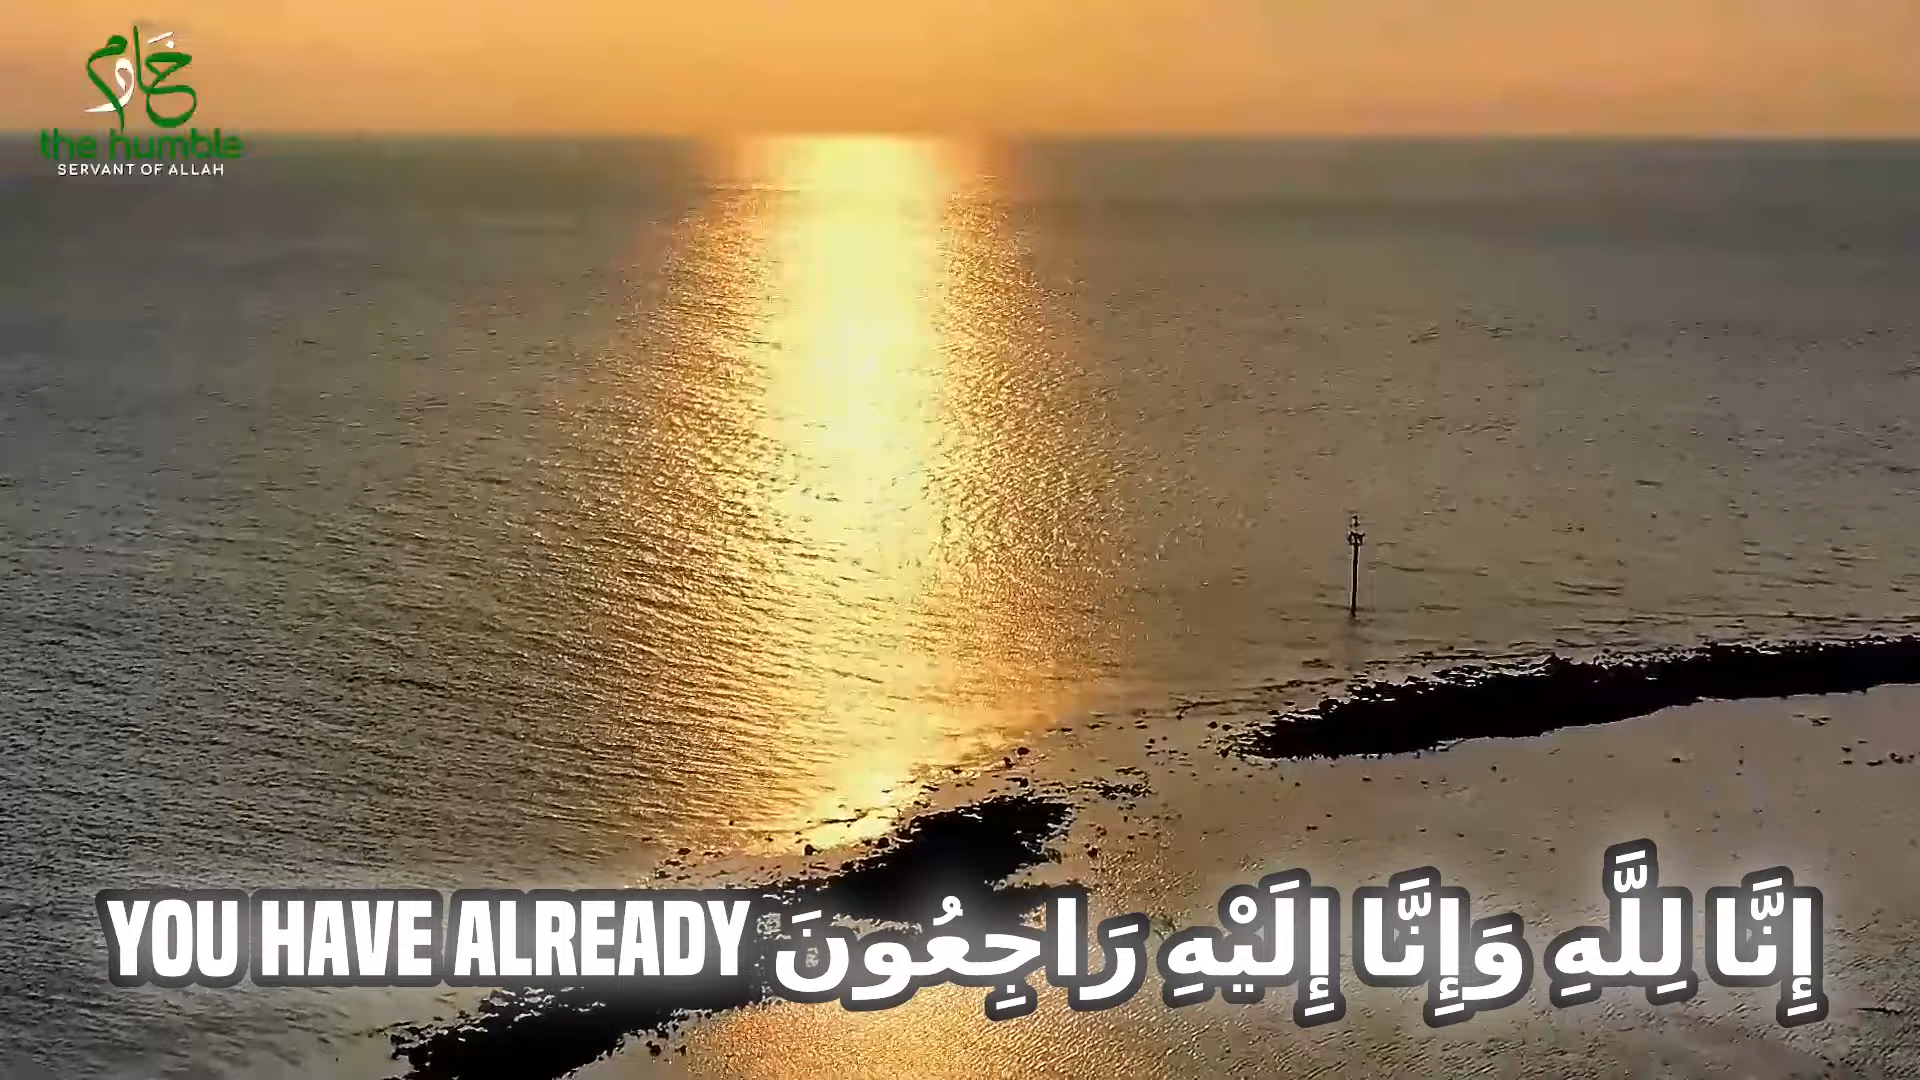 خادم
the humble
SERVANT OF ALLAH
YOU HAVE ALREADY إِنَّا لِلَّهِ وَإِنَّا إِلَيْهِ رَاجِعُونَ